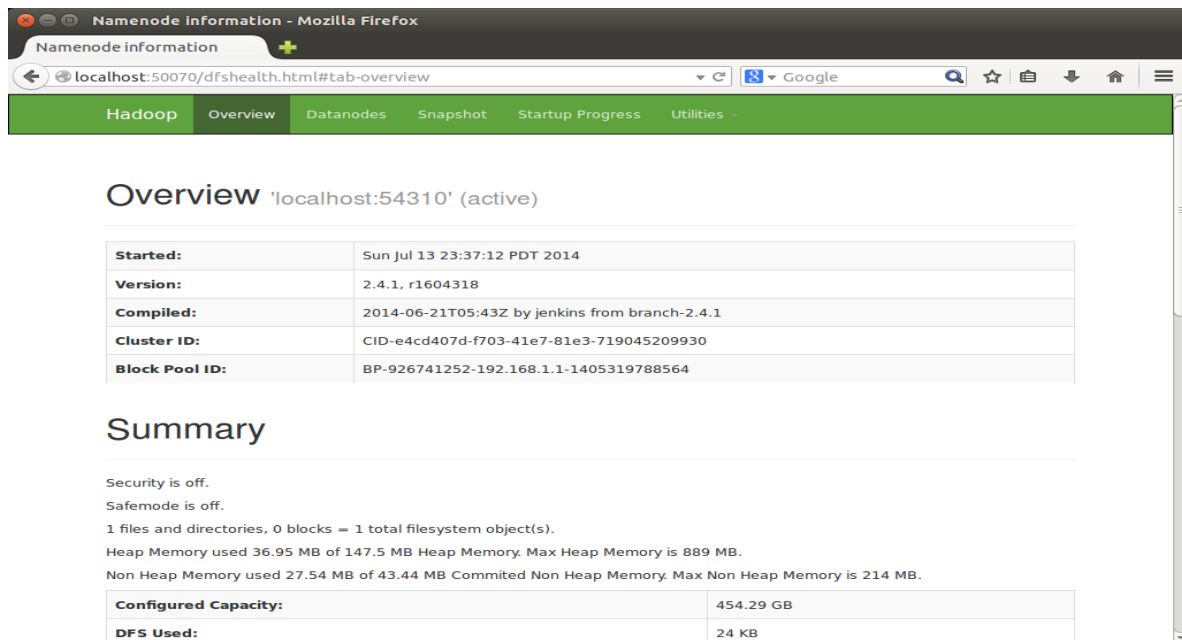 Namenode information - Mozilla Firefox
Namenode information
localhost:50070/dfshealth.html#tab-overview 8 Google
Hadoop Overview Datanodes Snapshot Startup Progress Utilities
Overview 'localhost:54310' (active)
Started: Sun Jul 13 23:37:12 PDT 2014
Version: 2.4.1, r1604318
Compiled: 2014-06-21T05:43Z by jenkins from branch-2.4.1
Cluster ID: CID-e4cd407d-f703-41e7-81e3-719045209930
Block Pool ID: BP-926741252-192.168.1.1-1405319788564
Summary
Security is off.
Safemode is off.
1 files and directories, 0 blocks = 1 total filesystem object(s).
Heap Memory used 36.95 MB of 147.5 MB Heap Memory. Max Heap Memory is 889 MB.
Non Heap Memory used 27.54 MB of 43.44 MB Commited Non Heap Memory. Max Non Heap Memory is 214 MB.
Configured Capacity: 454.29 GB
DFS Used: 24 KB